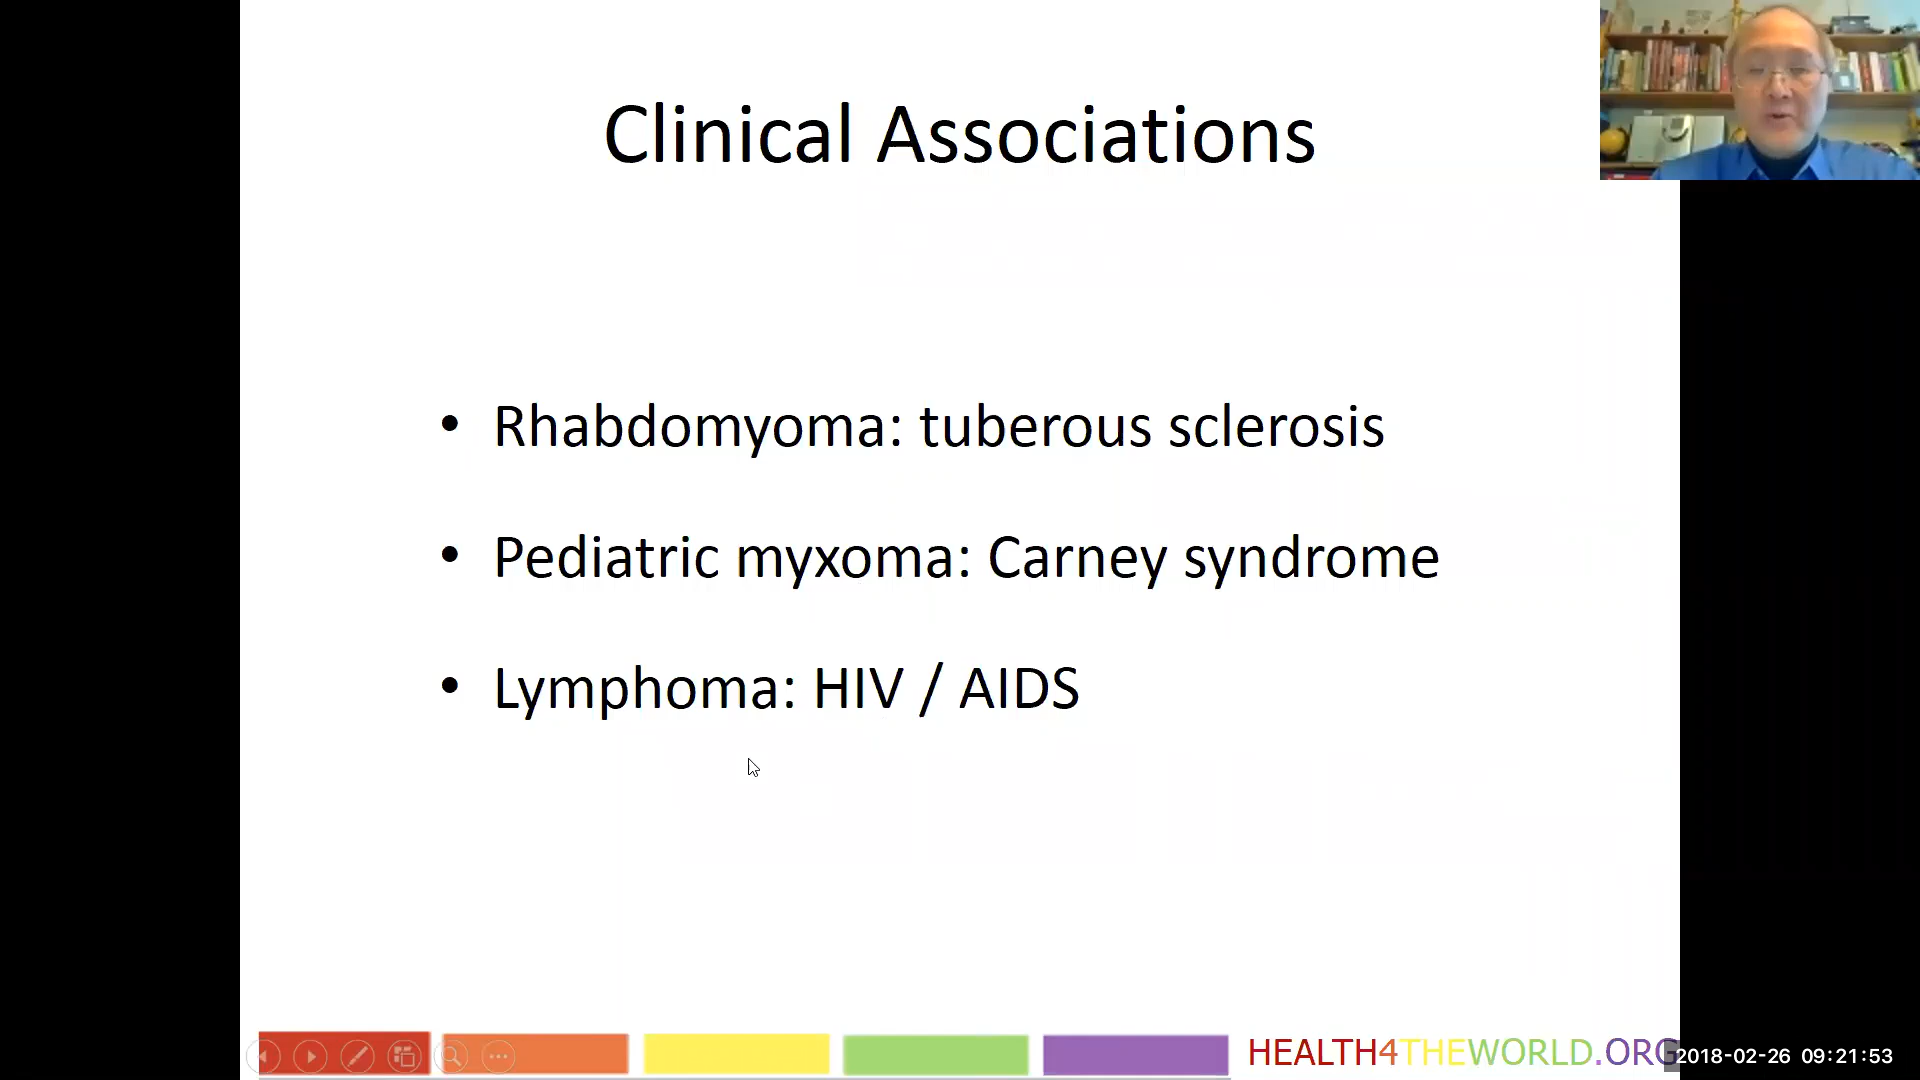 Clinical Associations
• Rhabdomyoma: tuberous sclerosis
• Pediatric myxoma: Carney syndrome
• Lymphoma: HIV / AIDS
HEALTH4THEWORLD.ORG
2018-02-26 09:21:53